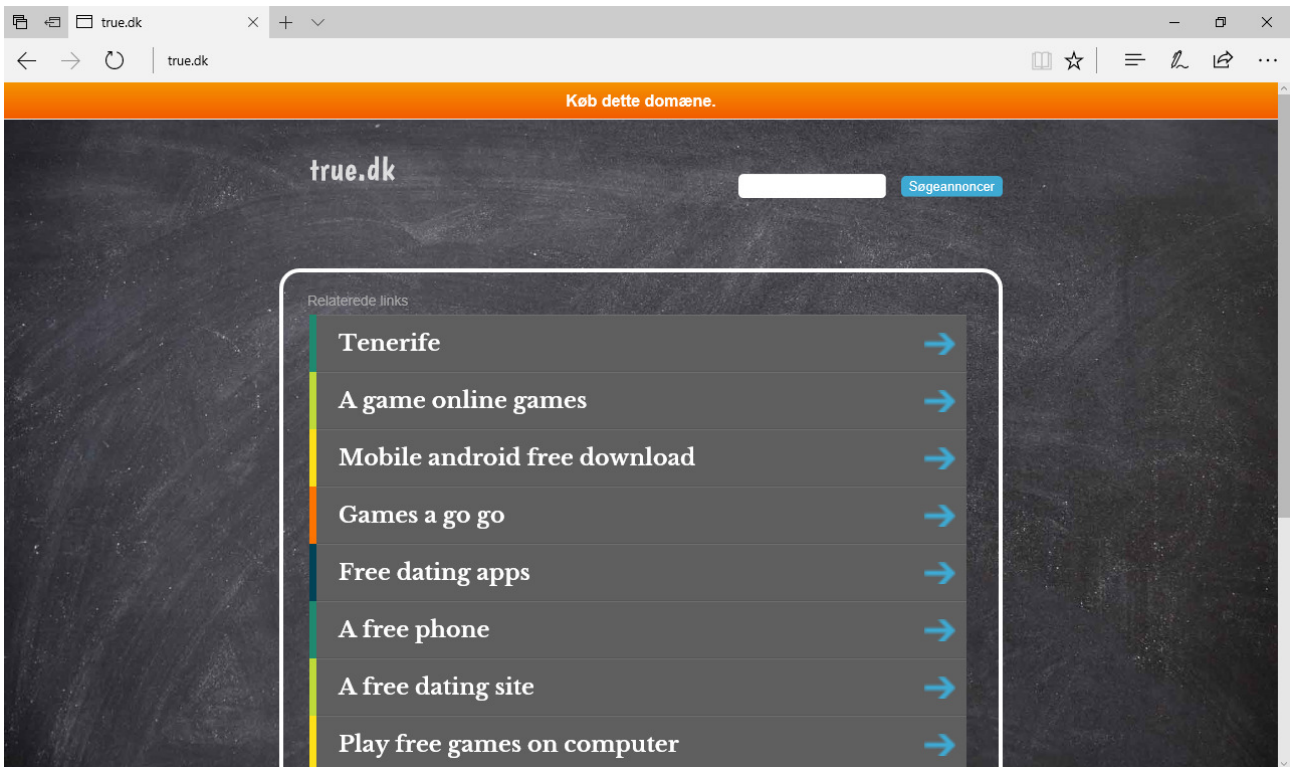 true.dk
true.dk
Køb dette domæne.
true.dk
Søgeannoncer
Relaterede links
Tenerife
A game online games
Mobile android free download
Games a go go
Free dating apps
A free phone
A free dating site
Play free games on computer